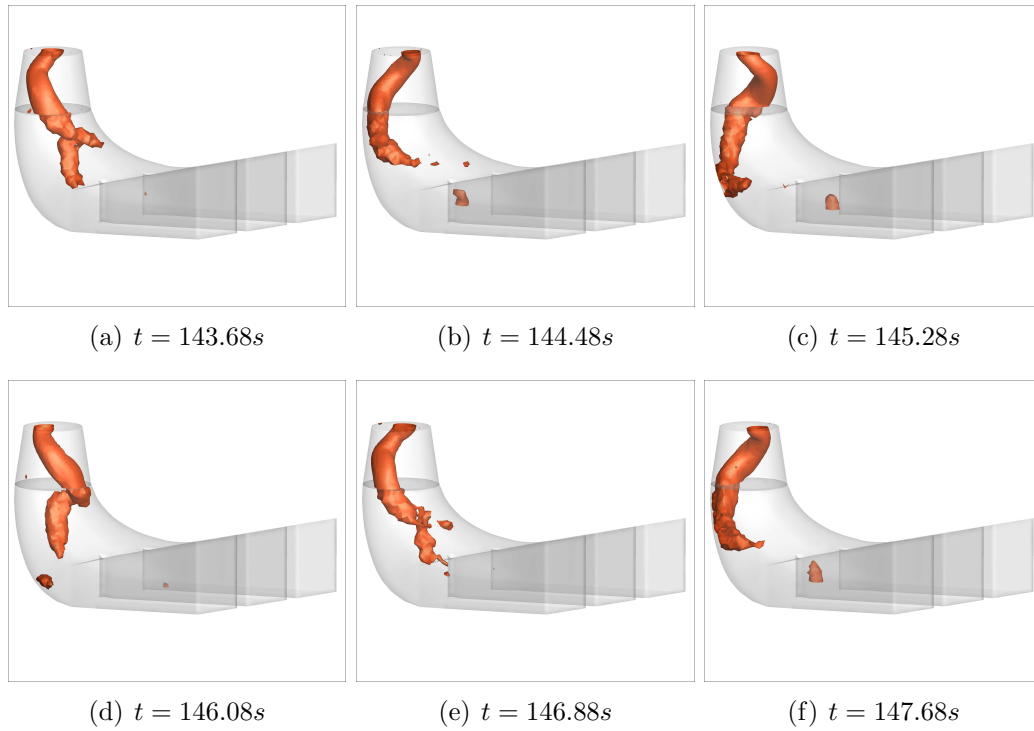 (a) t = 143.68s
(b) t = 144.48s
(c) t = 145.28s
(d) t = 146.08s
(e) t = 146.88s
(f) t = 147.68s